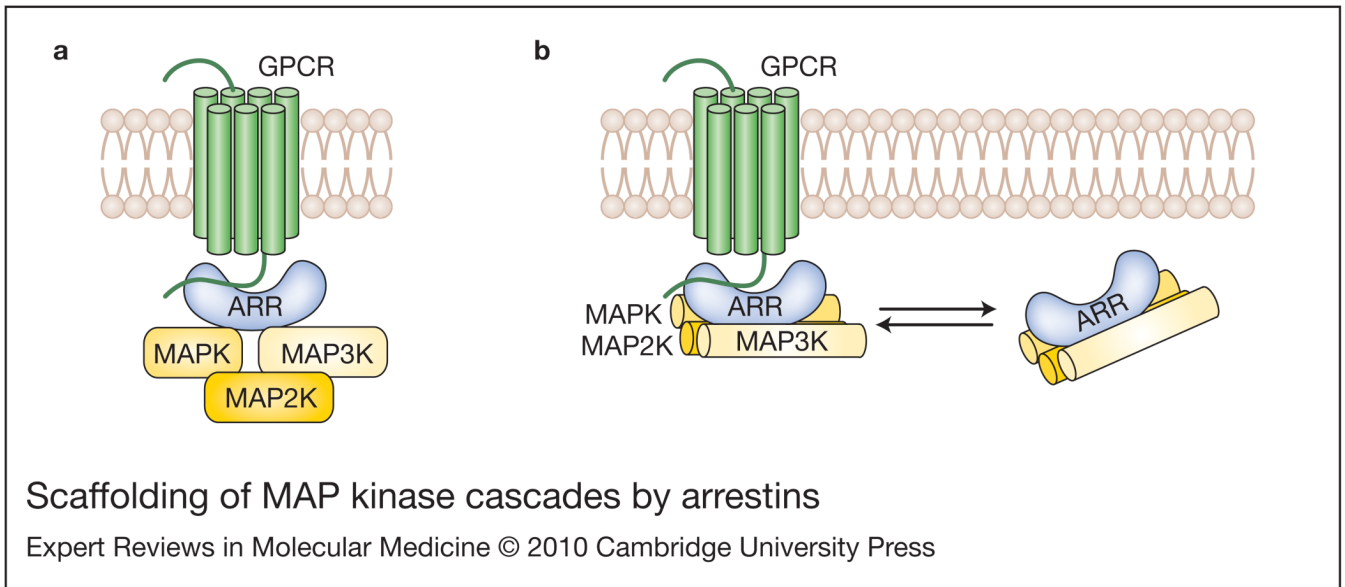 a
GPCR
ARR
MAPK
MAP3K
MAP2K
b
GPCR
MAPK
ARR
MAP2K
MAP3K
ARR
Scaffolding of MAP kinase cascades by arrestins
Expert Reviews in Molecular Medicine © 2010 Cambridge University Press